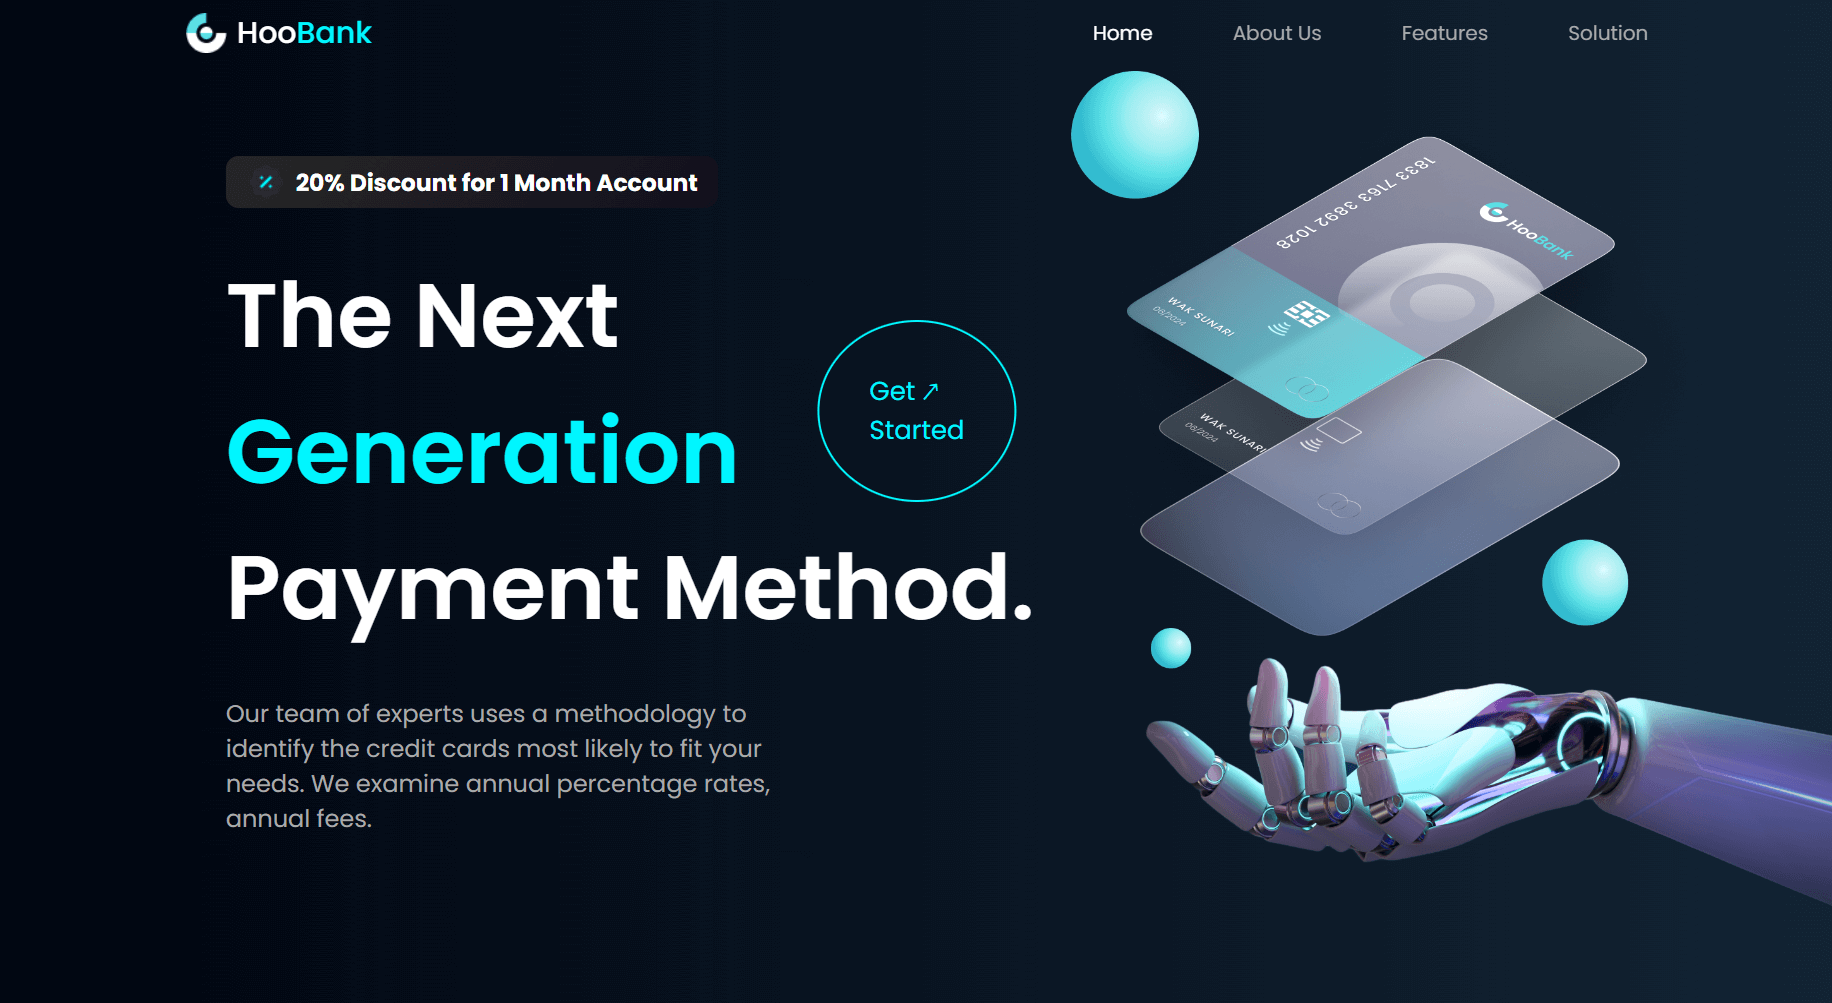 HooBank
Home
About Us
Features
Solution
20% Discount for 1 Month Account
The Next
Generation
Payment Method.
Get ↗
Started
Our team of experts uses a methodology to
identify the credit cards most likely to fit your
needs. We examine annual percentage rates,
annual fees.
1833 7163 3892 1028
HooBank
WAK SUNARI
08/2024
WAK SUNARI
08/2024